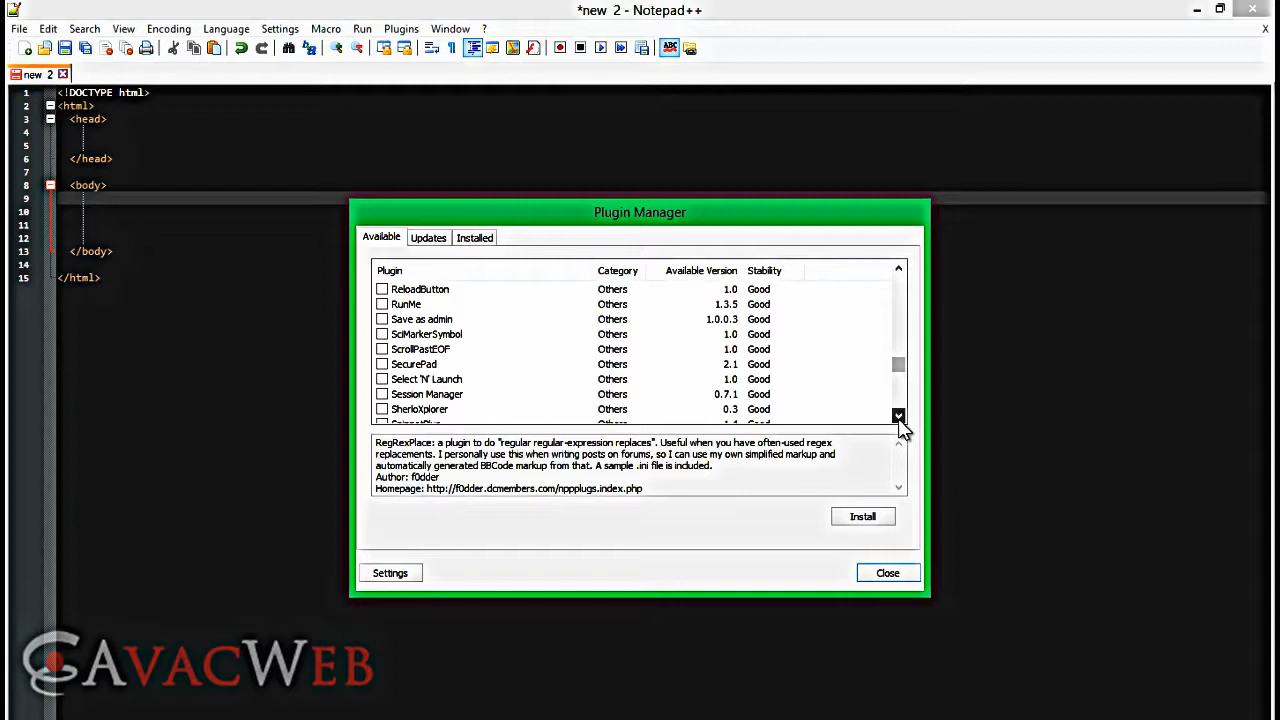 *new 2 - Notepad++
File Edit Search View Encoding Language Settings Macro Run Plugins Window ? X
new 2
1 <!DOCTYPE html>
2 <html>
3 <head>
4
5
6 </head>
7
8 <body>
9
10
11
12
13 </body>
14
15 </html>
Plugin Manager
Available Updates Installed
Plugin Category Available Version Stability
ReloadButton Others 1.0 Good
RunMe Others 1.3.5 Good
Save as admin Others 1.0.0.3 Good
SciMarkerSymbol Others 1.0 Good
ScrollPastEOF Others 1.0 Good
SecurePad Others 2.1 Good
Select 'N' Launch Others 1.0 Good
Session Manager Others 0.7.1 Good
SherloXplorer Others 0.3 Good
RegRexPlace: a plugin to do "regular regular-expression replaces". Useful when you have often-used regex
replacements. I personally use this when writing posts on forums, so I can use my own simplified markup and
automatically generated BBCode markup from that. A sample .ini file is included.
Author: f0dder
Homepage: http://f0dder.dcmembers.com/nppplugs.index.php
Install
Settings Close
AVACWEB